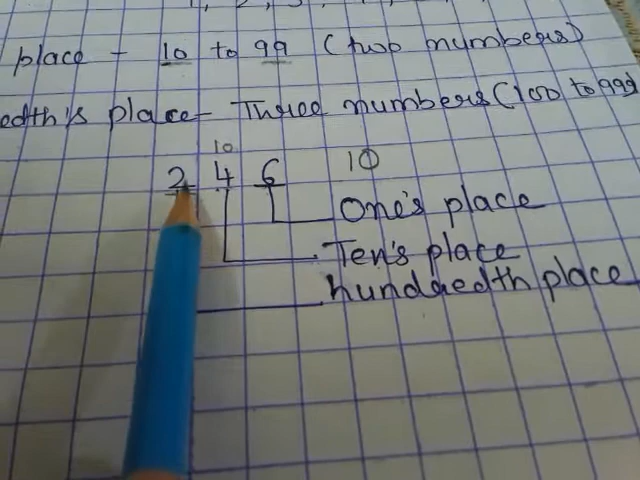 place - 10 to 99 (two numbers)
edth's place - Three numbers (100 to 999)
10
2 4 6 10
One's place
Ten's place
hundredth place